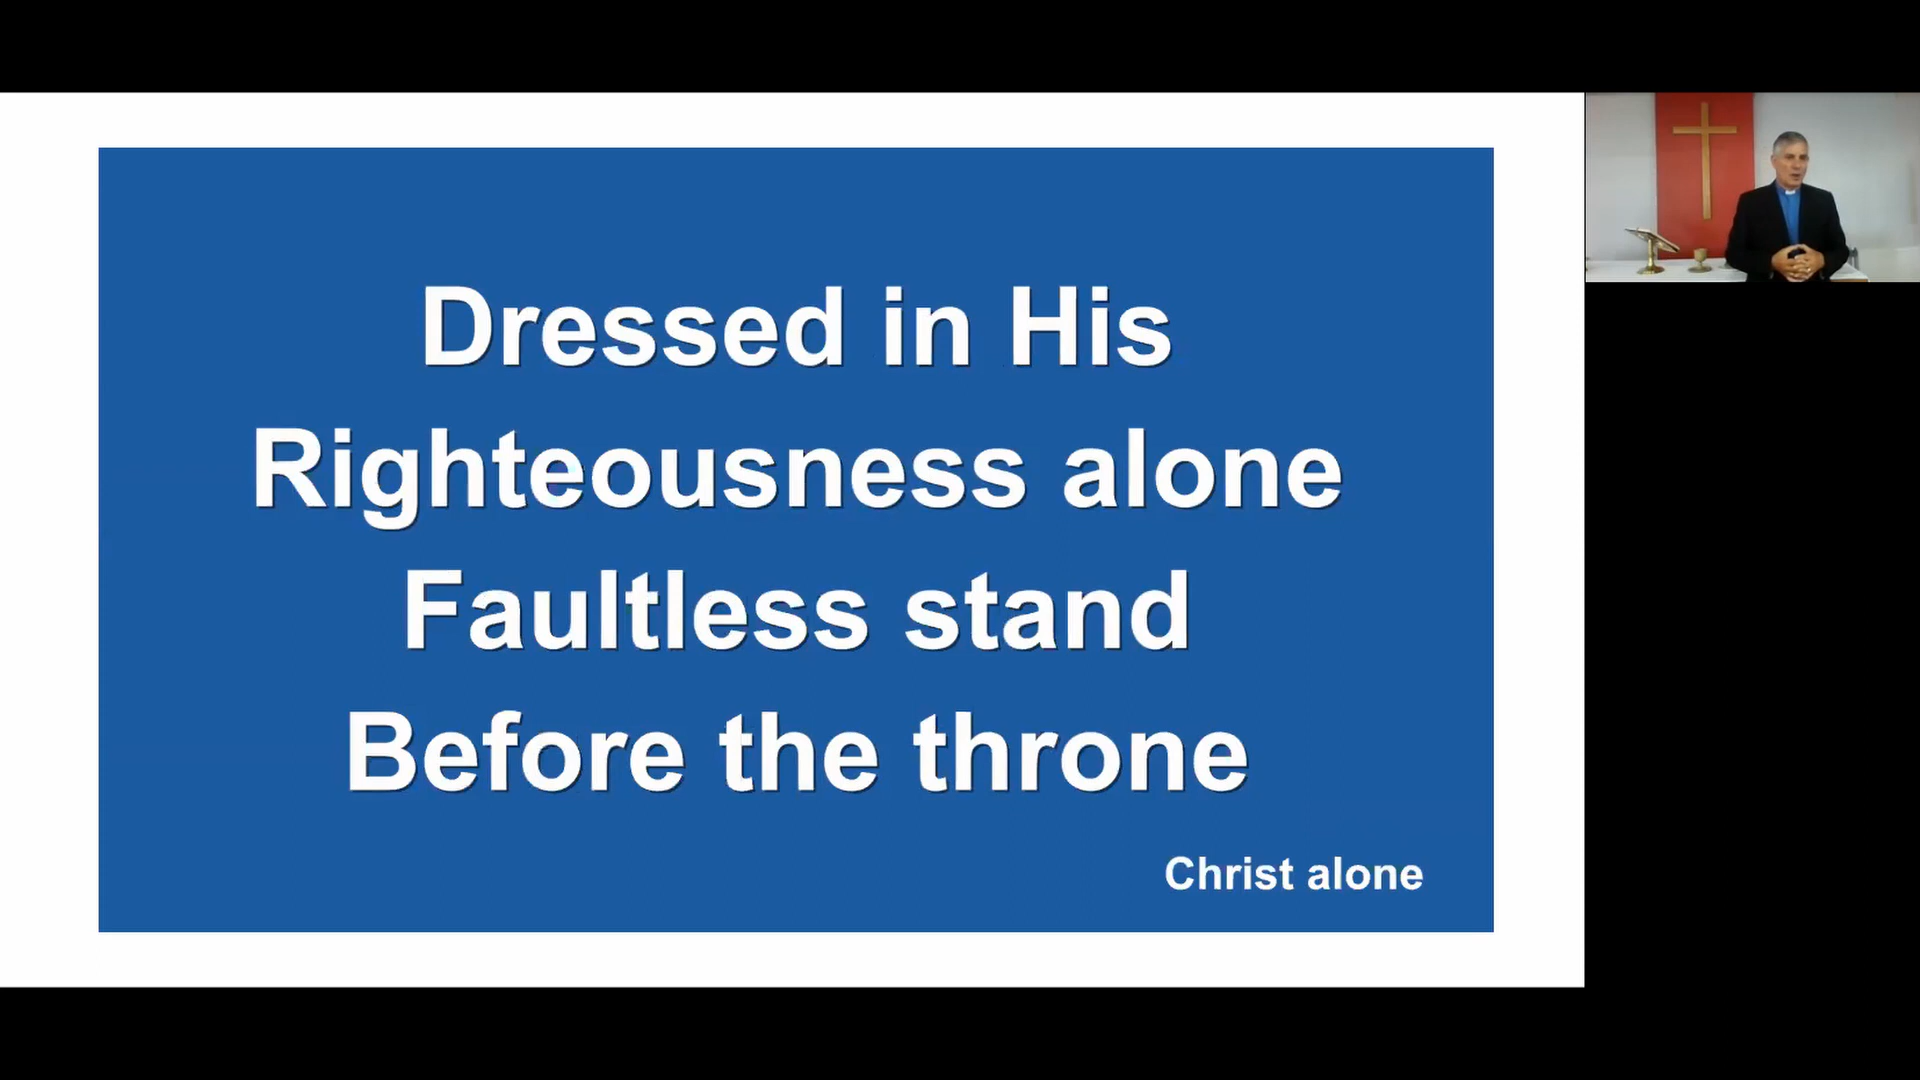 Dressed in His
Righteousness alone
Faultless stand
Before the throne
Christ alone